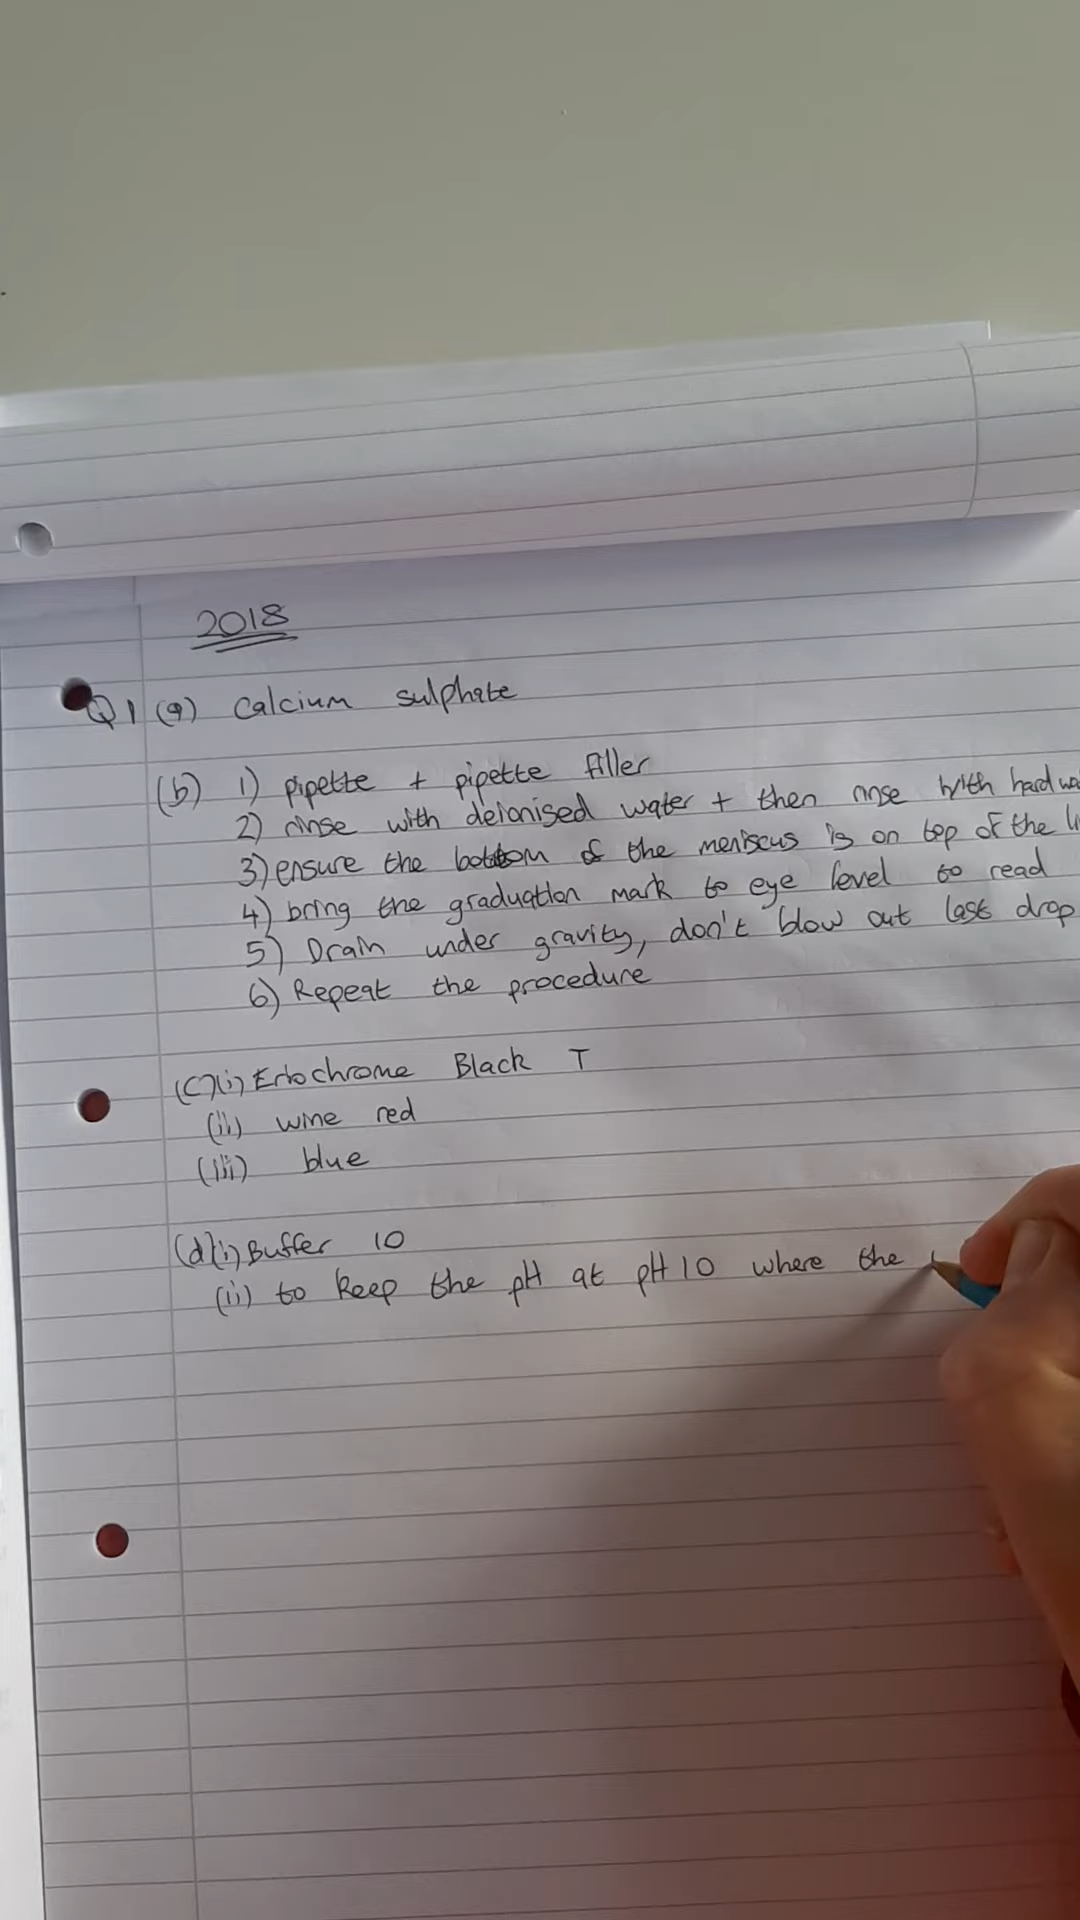 2018
Q1 (a) Calcium sulphate
(b) 1) pipette + pipette filler
2) rinse with deionised water + then rinse with hard
3) ensure the bottom of the meniscus is on top of the
4) bring the graduation mark to eye level to read
5) Drain under gravity, don't blow out last drop
6) Repeat the procedure
(c)(i) Eriochrome Black T
(ii) wine red
(iii) blue
(d)(i) Buffer 10
(ii) to keep the pH at pH 10 where the